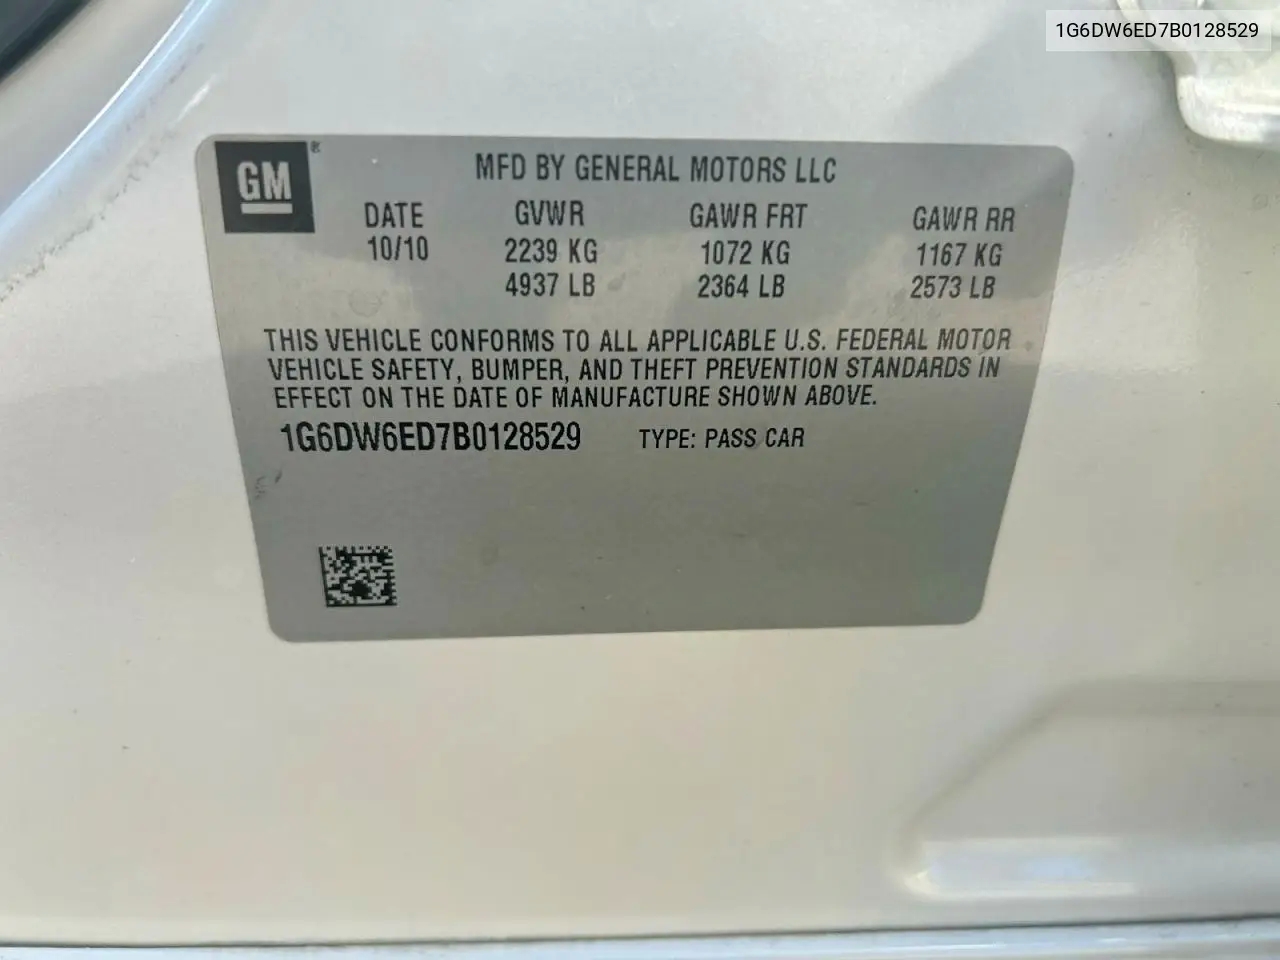 1G6DW6ED7B0128529
GM®
MFD BY GENERAL MOTORS LLC
DATE GVWR GAWR FRT GAWR RR
10/10 2239 KG 1072 KG 1167 KG
4937 LB 2364 LB 2573 LB
THIS VEHICLE CONFORMS TO ALL APPLICABLE U.S. FEDERAL MOTOR
VEHICLE SAFETY, BUMPER, AND THEFT PREVENTION STANDARDS IN
EFFECT ON THE DATE OF MANUFACTURE SHOWN ABOVE.
1G6DW6ED7B0128529 TYPE: PASS CAR